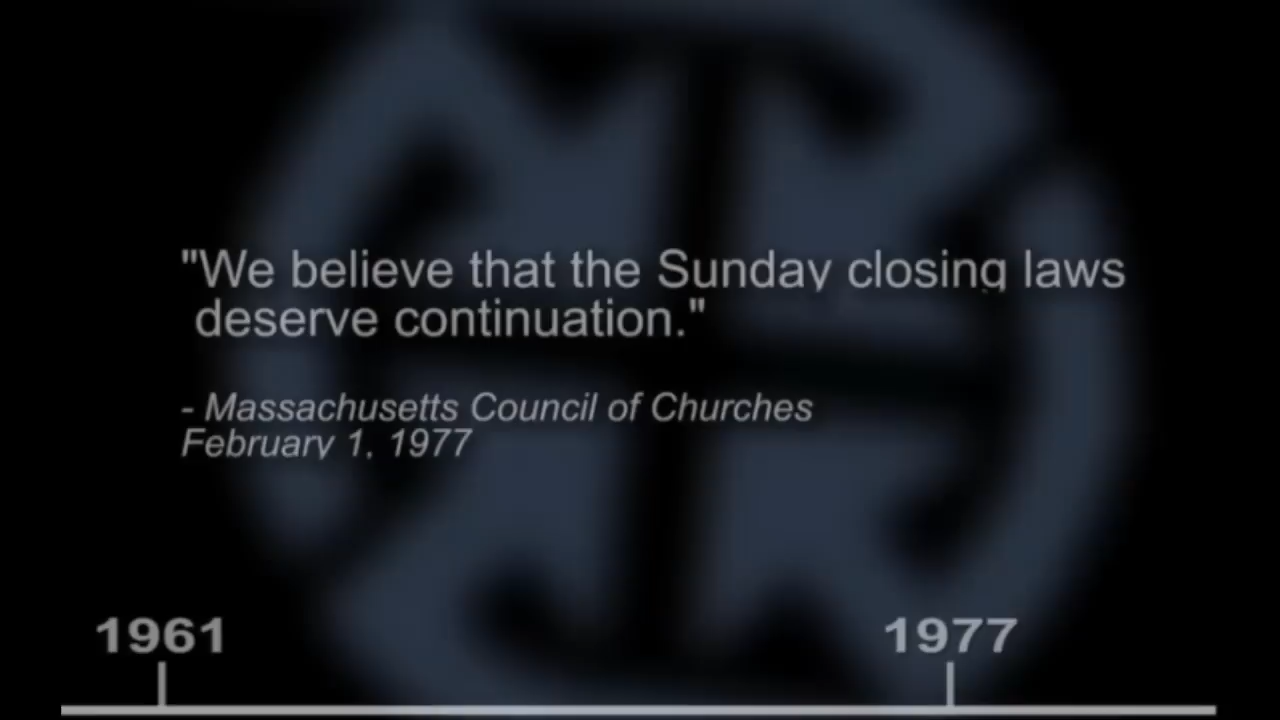 "We believe that the Sunday closing laws
deserve continuation."
- Massachusetts Council of Churches
February 1, 1977
1961 1977